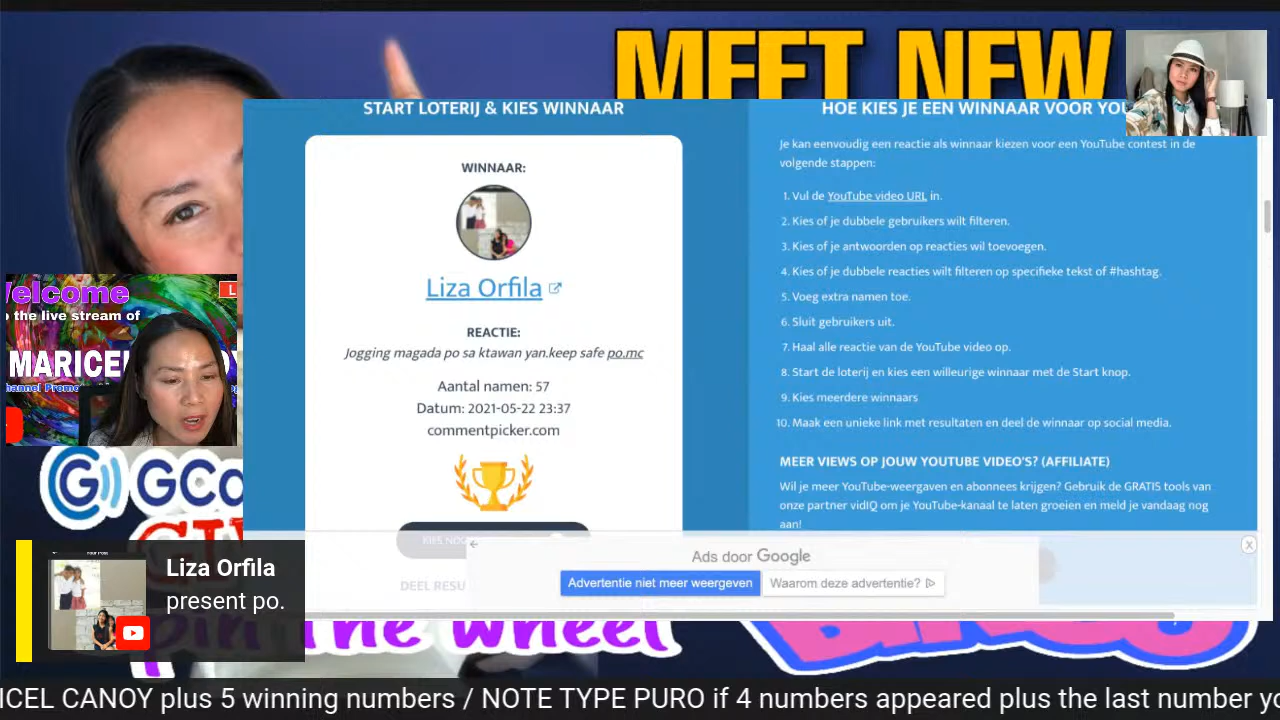 MEET NEW
START LOTERIJ & KIES WINNAAR
WINNAAR:
Liza Orfila
REACTIE:
Jogging magada po sa ktawan yan.keep safe po.mc
Aantal namen: 57
Datum: 2021-05-22 23:37
commentpicker.com
DEEL RESU
HOE KIES JE EEN WINNAAR VOOR YOU
Je kan eenvoudig een reactie als winnaar kiezen voor een YouTube contest in de
volgende stappen:
1. Vul de YouTube video URL in.
2. Kies of je dubbele gebruikers wilt filteren.
3. Kies of je antwoorden op reacties wil toevoegen.
4. Kies of je dubbele reacties wilt filteren op specifieke tekst of #hashtag.
5. Voeg extra namen toe.
6. Sluit gebruikers uit.
7. Haal alle reactie van de YouTube video op.
8. Start de loterij en kies een willeurige winnaar met de Start knop.
9. Kies meerdere winnaars
10. Maak een unieke link met resultaten en deel de winnaar op social media.
MEER VIEWS OP JOUW YOUTUBE VIDEO'S? (AFFILIATE)
Wil je meer YouTube-weergaven en abonnees krijgen? Gebruik de GRATIS tools van
onze partner vidIQ om je YouTube-kanaal te laten groeien en meld je vandaag nog
aan!
Ads door Google
Advertentie niet meer weergeven
Waarom deze advertentie?
Welcome
o the live stream of
MARICEL
hannel Promo
GCa
Liza Orfila
present po.
pin the wheel
BINGO
ICEL CANOY plus 5 winning numbers / NOTE TYPE PURO if 4 numbers appeared plus the last number yo